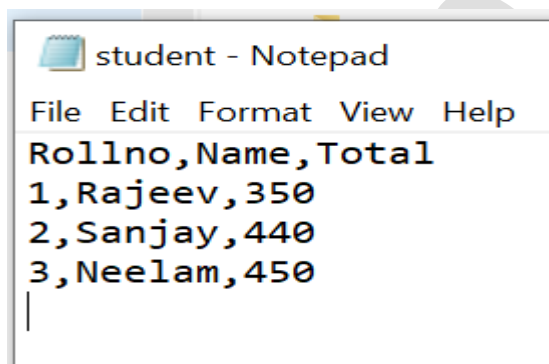 student - Notepad
File Edit Format View Help
Rollno,Name,Total
1,Rajeev,350
2,Sanjay,440
3,Neelam,450